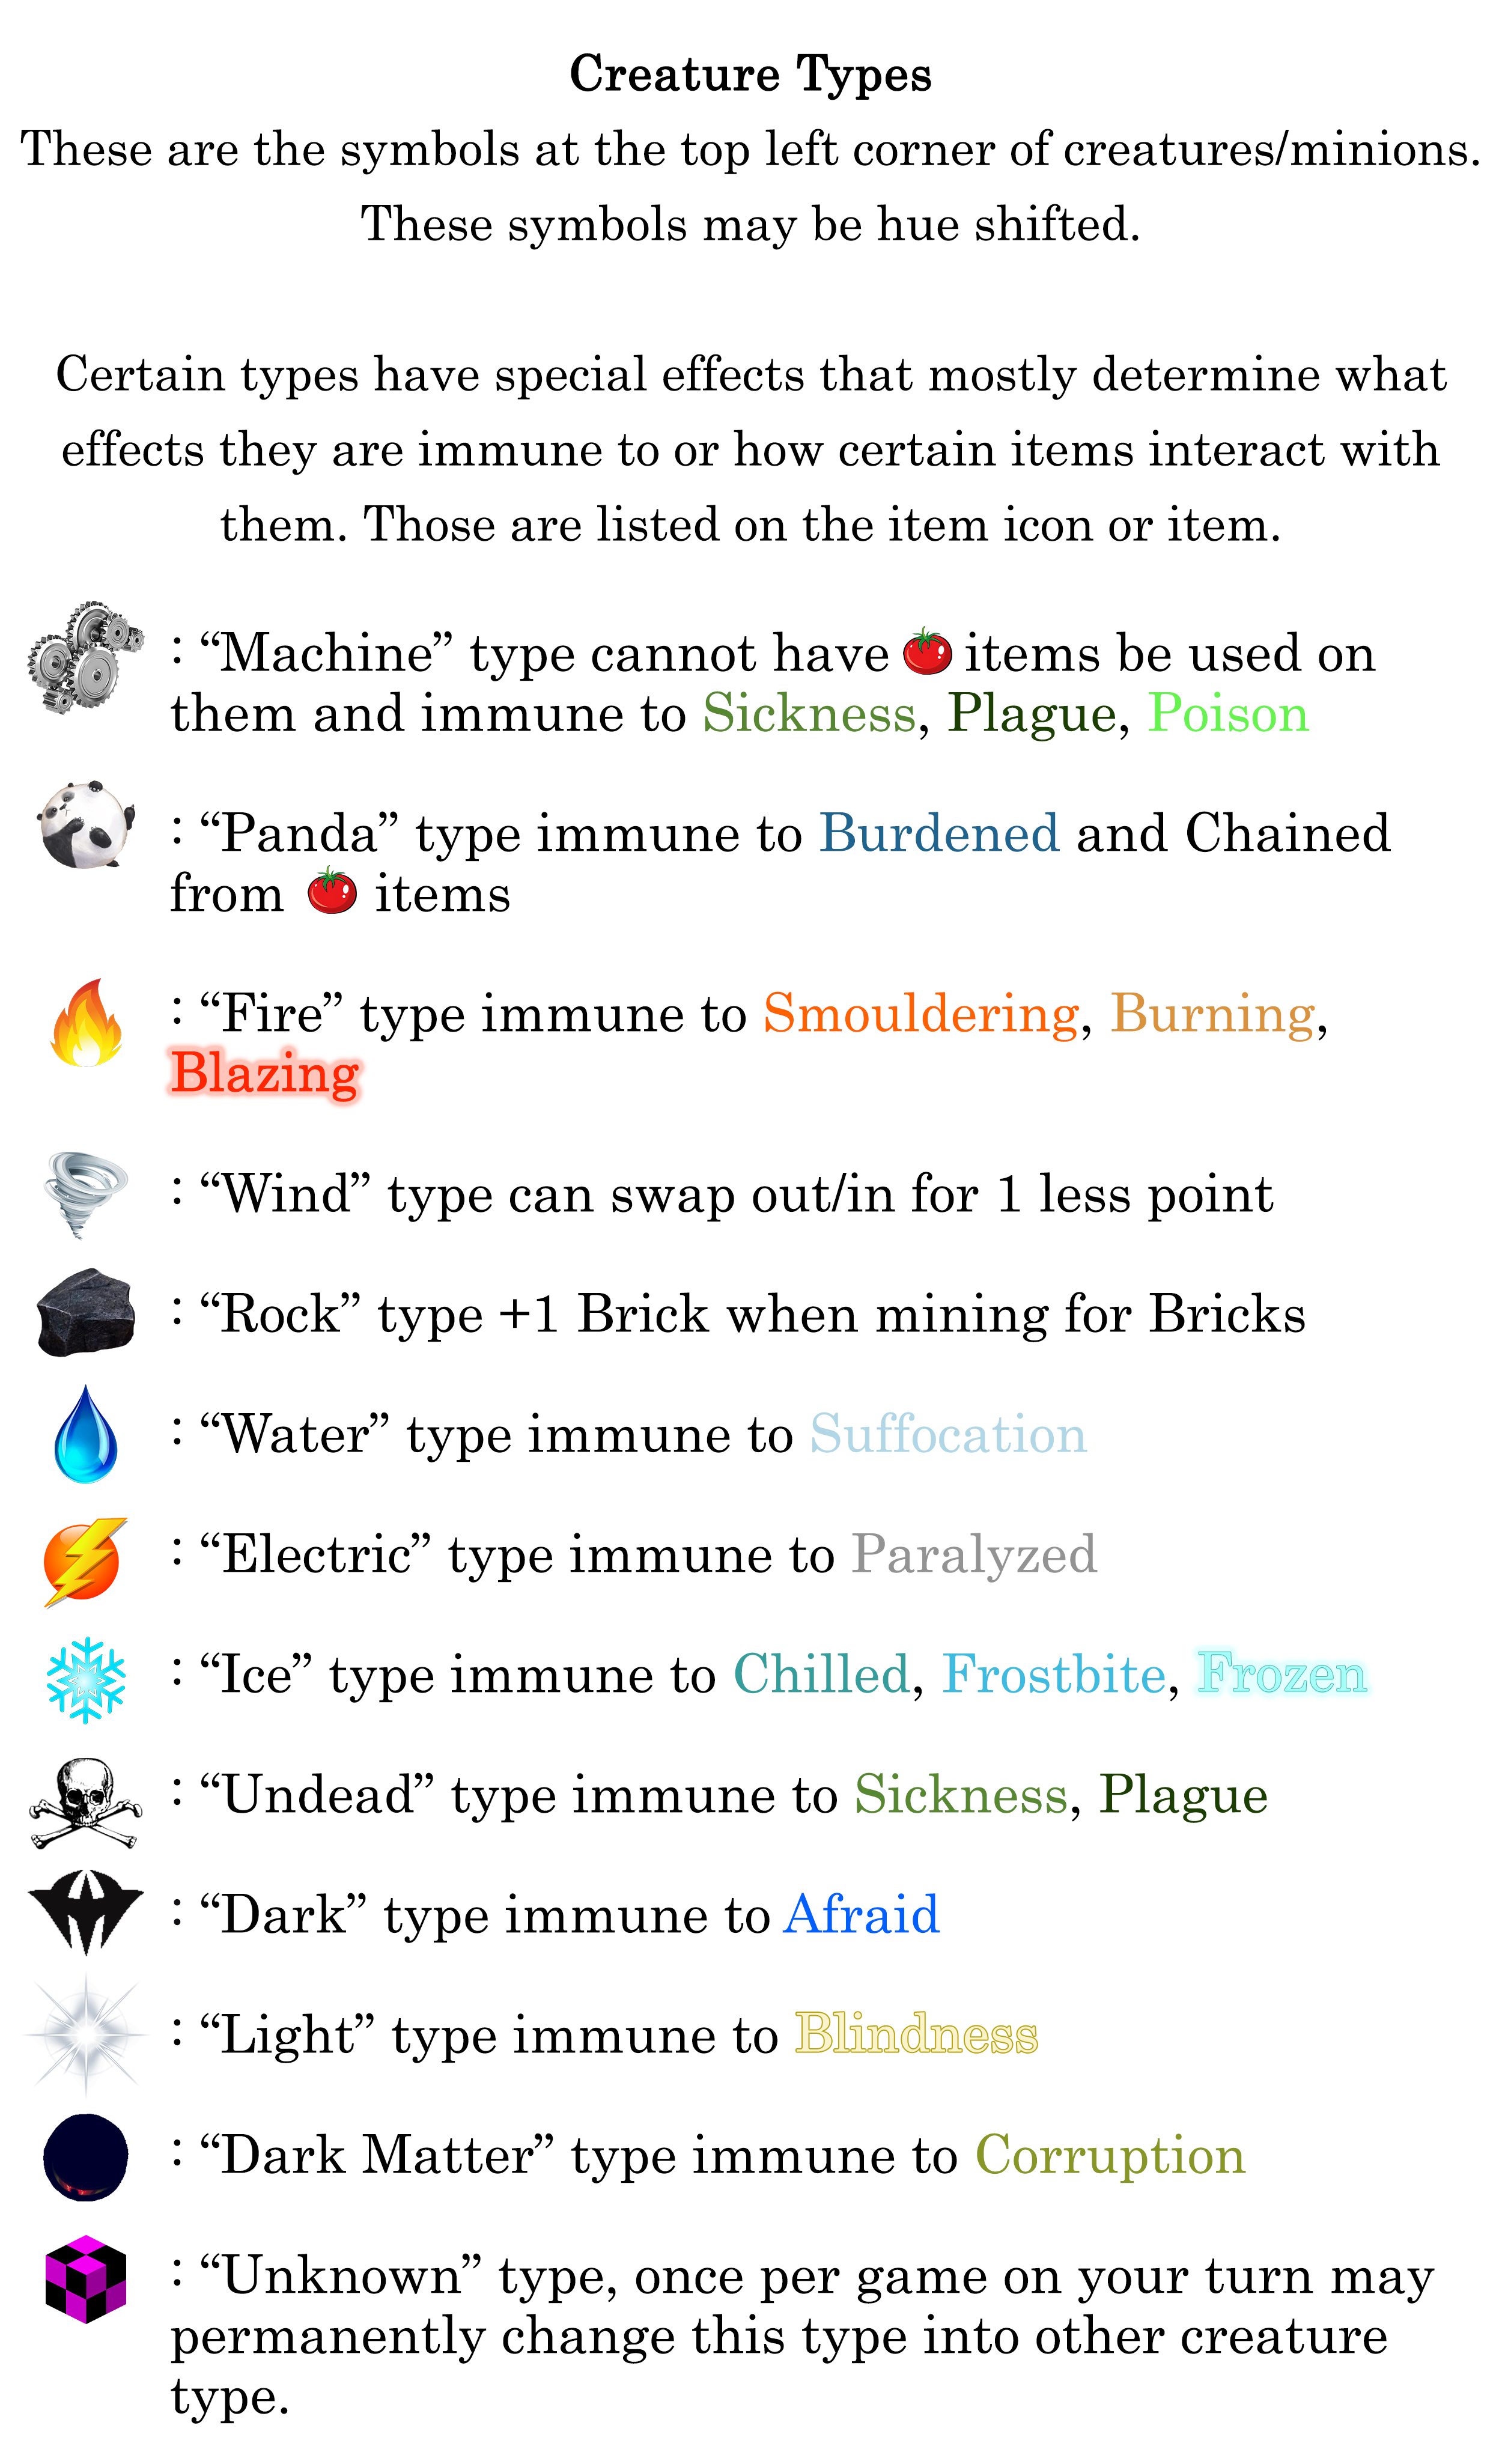 Creature Types
These are the symbols at the top left corner of creatures/minions.
These symbols may be hue shifted.
Certain types have special effects that mostly determine what
effects they are immune to or how certain items interact with
them. Those are listed on the item icon or item.
: “Machine” type cannot have items be used on
them and immune to Sickness, Plague, Poison
: “Panda” type immune to Burdened and Chained
from items
: “Fire” type immune to Smouldering, Burning,
Blazing
: “Wind” type can swap out/in for 1 less point
: “Rock” type +1 Brick when mining for Bricks
: “Water” type immune to Suffocation
: “Electric” type immune to Paralyzed
: “Ice” type immune to Chilled, Frostbite, Frozen
: “Undead” type immune to Sickness, Plague
: “Dark” type immune to Afraid
: “Light” type immune to Blindness
: “Dark Matter” type immune to Corruption
: “Unknown” type, once per game on your turn may
permanently change this type into other creature
type.